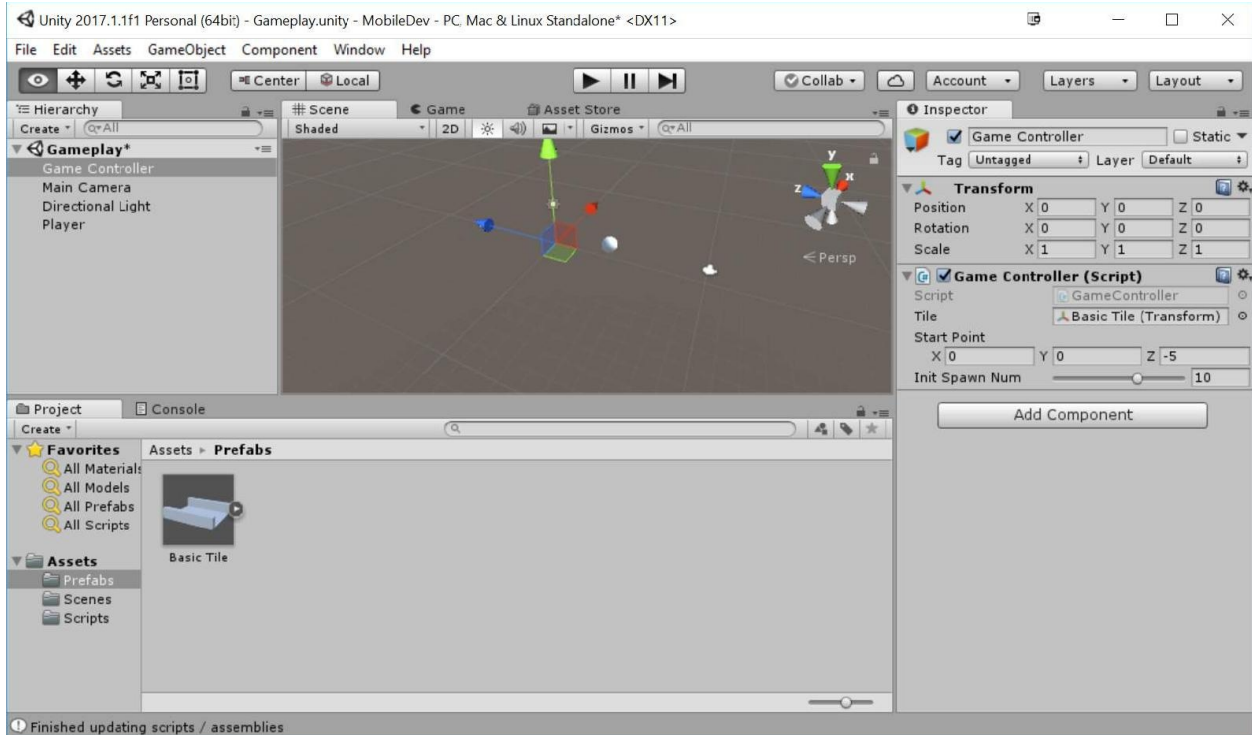 Unity 2017.1.1f1 Personal (64bit) - Gameplay.unity - MobileDev - PC, Mac & Linux Standalone* <DX11>
File Edit Assets GameObject Component Window Help
Center Local Collab Account Layers Layout
Hierarchy
Create All
Gameplay*
Game Controller
Main Camera
Directional Light
Player
Scene Game Asset Store
Shaded 2D Gizmos All
y
x
z
Persp
Inspector
Game Controller Static
Tag Untagged Layer Default
Transform
Position X 0 Y 0 Z 0
Rotation X 0 Y 0 Z 0
Scale X 1 Y 1 Z 1
Game Controller (Script)
Script GameController
Tile Basic Tile (Transform)
Start Point
X 0 Y 0 Z -5
Init Spawn Num 10
Add Component
Project Console
Create
Favorites
All Materials
All Models
All Prefabs
All Scripts
Assets
Prefabs
Scenes
Scripts
Assets Prefabs
Basic Tile
Finished updating scripts / assemblies